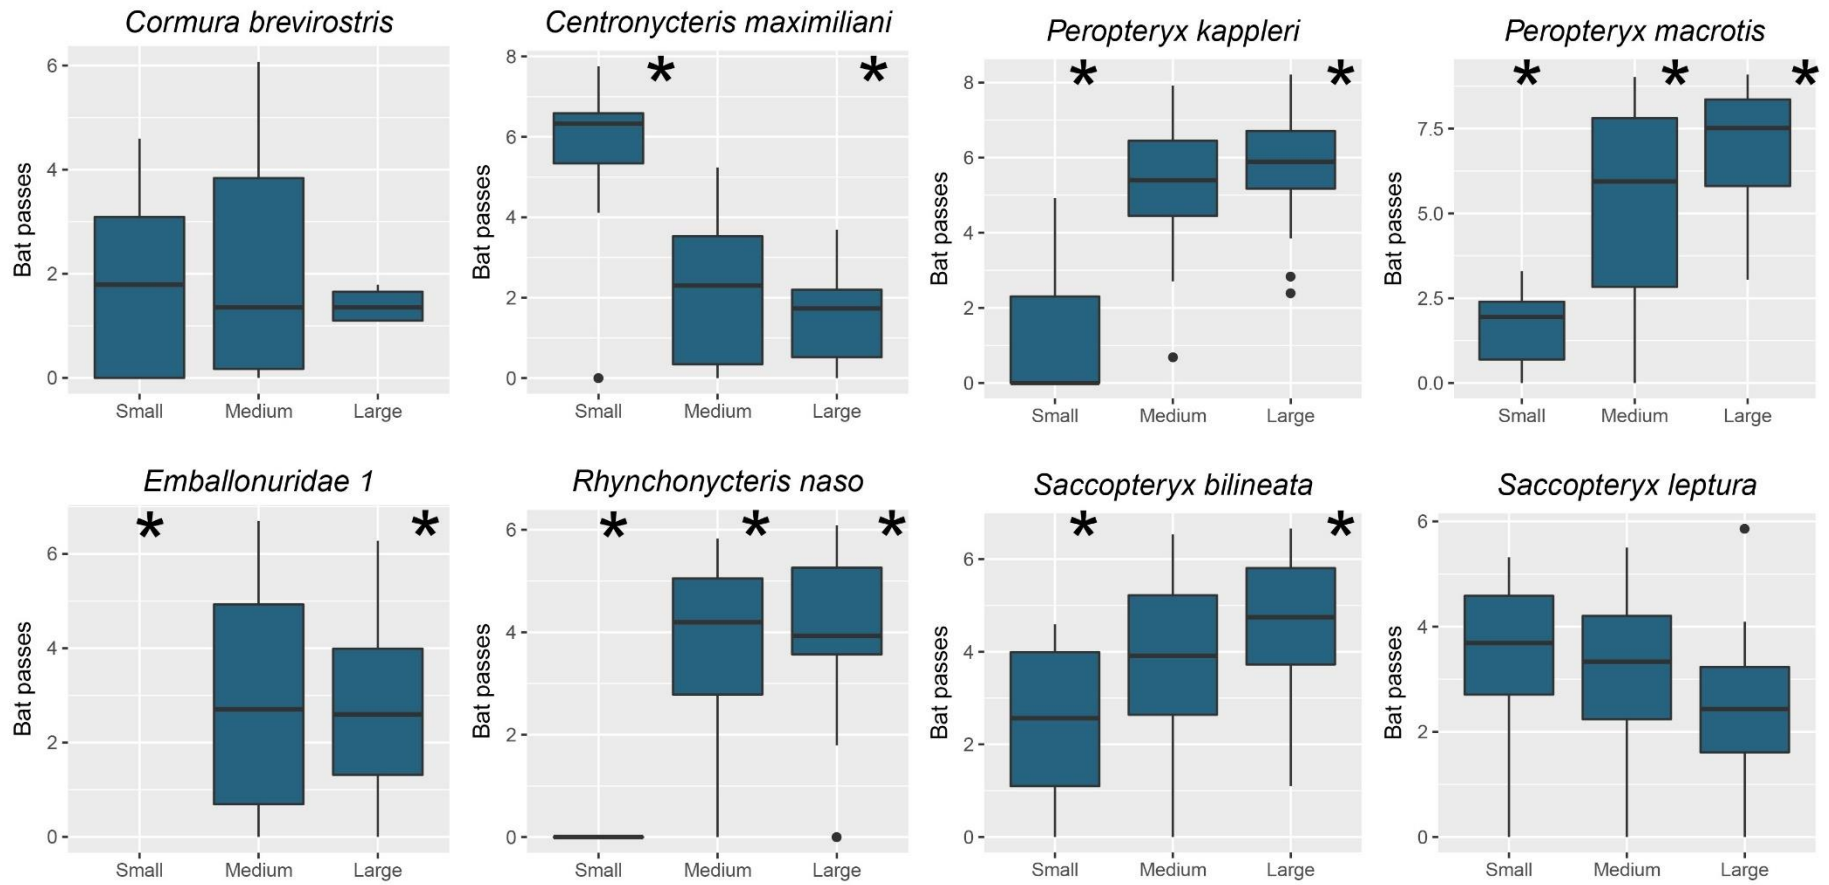 Cormura brevirostris
Bat passes
6
4
2
0
Small Medium Large
Centronycteris maximiliani
Bat passes
8
6
4
2
0
* *
Small Medium Large
Peropteryx kappleri
Bat passes
8
6
4
2
0
* *
Small Medium Large
Peropteryx macrotis
Bat passes
7.5
5.0
2.5
0.0
* * *
Small Medium Large
Emballonuridae 1
Bat passes
6
4
2
0
* *
Small Medium Large
Rhynchonycteris naso
Bat passes
6
4
2
0
* * *
Small Medium Large
Saccopteryx bilineata
Bat passes
6
4
2
0
* *
Small Medium Large
Saccopteryx leptura
Bat passes
6
4
2
0
Small Medium Large